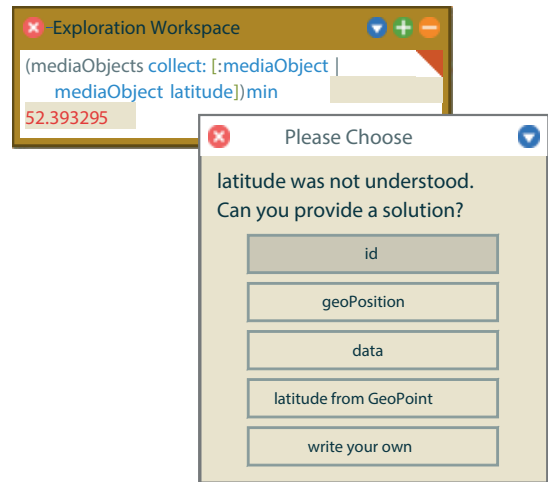 Exploration Workspace
(mediaObjects collect: [:mediaObject |
mediaObject latitude])min
52.393295
Please Choose
latitude was not understood.
Can you provide a solution?
id
geoPosition
data
latitude from GeoPoint
write your own